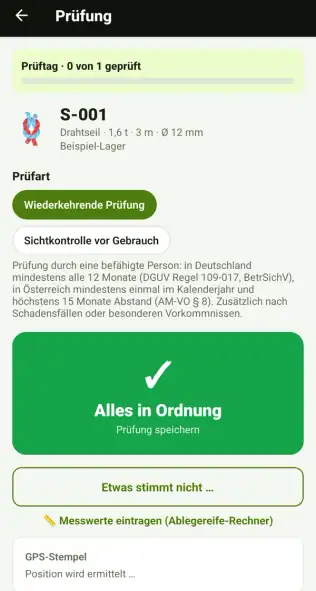 Prüfung
Prüftag · 0 von 1 geprüft
S-001
Drahtseil · 1,6 t · 3 m · Ø 12 mm
Beispiel-Lager
Prüfart
Wiederkehrende Prüfung
Sichtkontrolle vor Gebrauch
Prüfung durch eine befähigte Person: in Deutschland
mindestens alle 12 Monate (DGUV Regel 109-017, BetrSichV),
in Österreich mindestens einmal im Kalenderjahr und
höchstens 15 Monate Abstand (AM-VO § 8). Zusätzlich nach
Schadensfällen oder besonderen Vorkommnissen.
Alles in Ordnung
Prüfung speichern
Etwas stimmt nicht …
Messwerte eintragen (Ablegereife-Rechner)
GPS-Stempel
Position wird ermittelt …